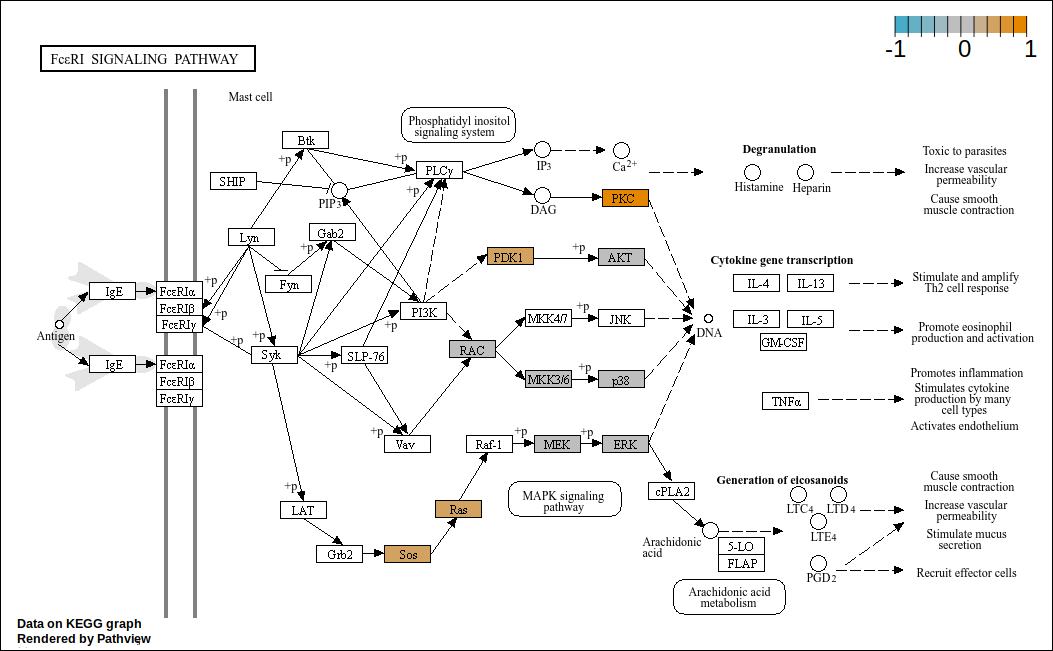 -1 0 1
FcεRI SIGNALING PATHWAY
Mast cell
Phosphatidyl inositol
signaling system
Btk
+p
+p
PLCγ
IP3
Ca2+
Degranulation
Toxic to parasites
Increase vascular
permeability
Cause smooth
muscle contraction
SHIP
PIP3
+p
DAG
PKC
Histamine
Heparin
Lyn
Gab2
+p
Fyn
PDK1
+p
AKT
Cytokine gene transcription
IL-4
IL-13
Stimulate and amplify
Th2 cell response
IgE
FcεRIα
FcεRIβ
FcεRIγ
+p
+p
Antigen
PI3K
+p
MKK4/7
JNK
DNA
IL-3
IL-5
GM-CSF
Promote eosinophil
production and activation
+p
+p
Syk
+p
SLP-76
RAC
IgE
FcεRIα
FcεRIβ
FcεRIγ
MKK3/6
+p
p38
Promotes inflammation
Stimulates cytokine
production by many
cell types
Activates endothelium
TNFα
+p
Vav
Raf-1
+p
MEK
+p
ERK
cPLA2
MAPK signaling
pathway
Generation of eicosanoids
LTC4
LTD4
LTE4
Cause smooth
muscle contraction
Increase vascular
permeability
Stimulate mucus
secretion
+p
LAT
Ras
Grb2
Sos
Arachidonic
acid
5-LO
FLAP
PGD2
Recruit effector cells
Arachidonic acid
metabolism
Data on KEGG graph
Rendered by Pathview